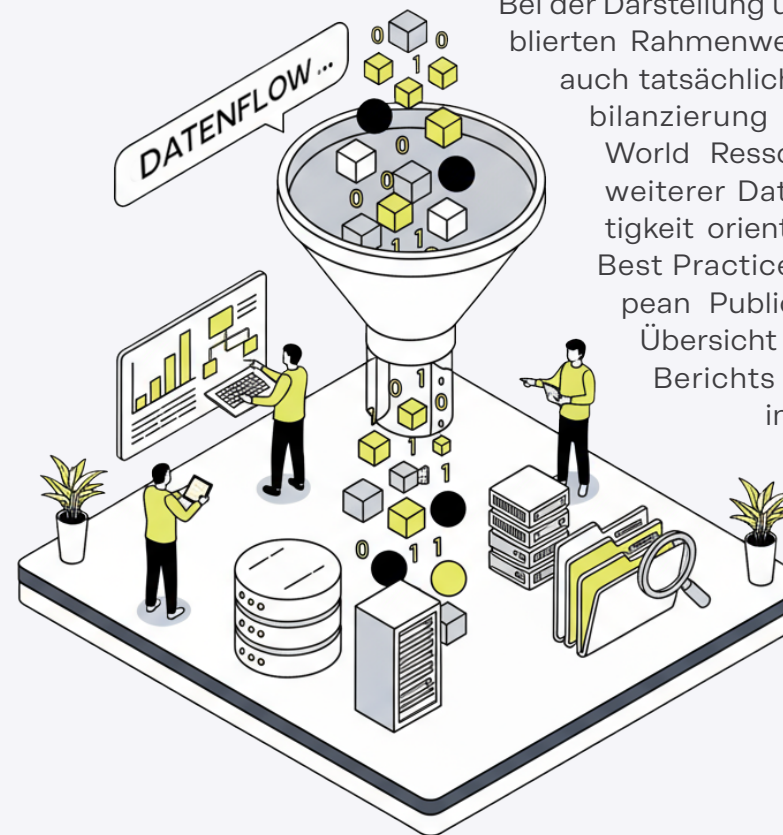 Bei der Darstellung
blierten Rahmenwe
auch tatsächlich
bilanzierung
World Resso
weiterer Dat
tigkeit orient
Best Practice
pean Public
Übersicht
Berichts
in
DATENFLOW ...